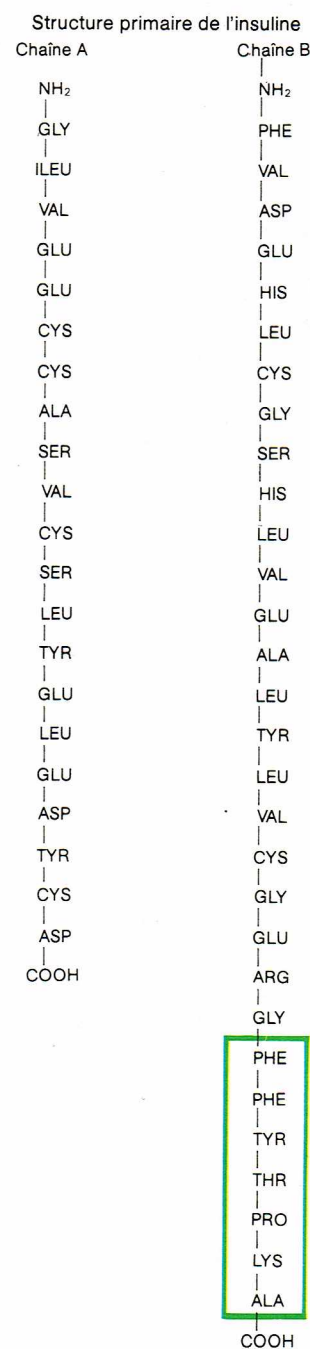 Structure primaire de l'insuline
Chaîne A
NH₂
GLY
ILEU
VAL
GLU
GLU
CYS
CYS
ALA
SER
VAL
CYS
SER
LEU
TYR
GLU
LEU
GLU
ASP
TYR
CYS
ASP
COOH
Chaîne B
NH₂
PHE
VAL
ASP
GLU
HIS
LEU
CYS
GLY
SER
HIS
LEU
VAL
GLU
ALA
LEU
TYR
LEU
VAL
CYS
GLY
GLU
ARG
GLY
PHE
PHE
TYR
THR
PRO
LYS
ALA
COOH